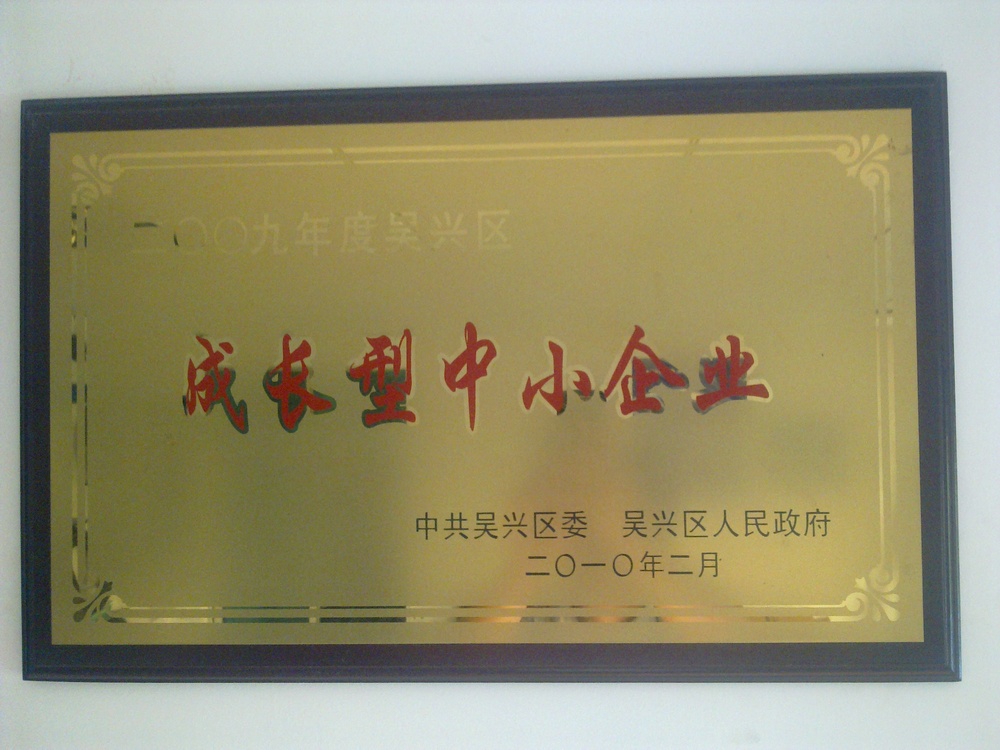 二〇〇九年度吴兴区
成长型中小企业
中共吴兴区委 吴兴区人民政府
二〇一〇年二月